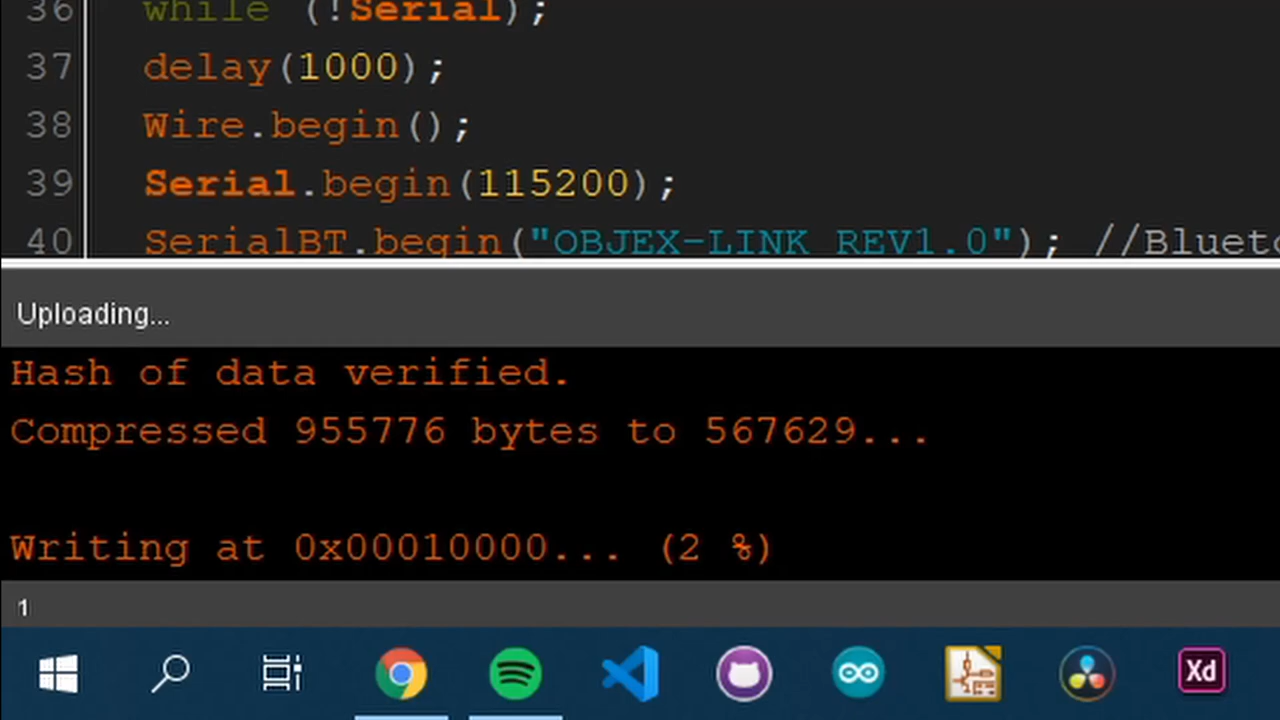 36 while (!Serial);
37 delay(1000);
38 Wire.begin();
39 Serial.begin(115200);
40 SerialBT.begin("OBJEX-LINK REV1.0"); //Blueto
Uploading...
Hash of data verified.
Compressed 955776 bytes to 567629...
Writing at 0x00010000... (2 %)
1
Xd